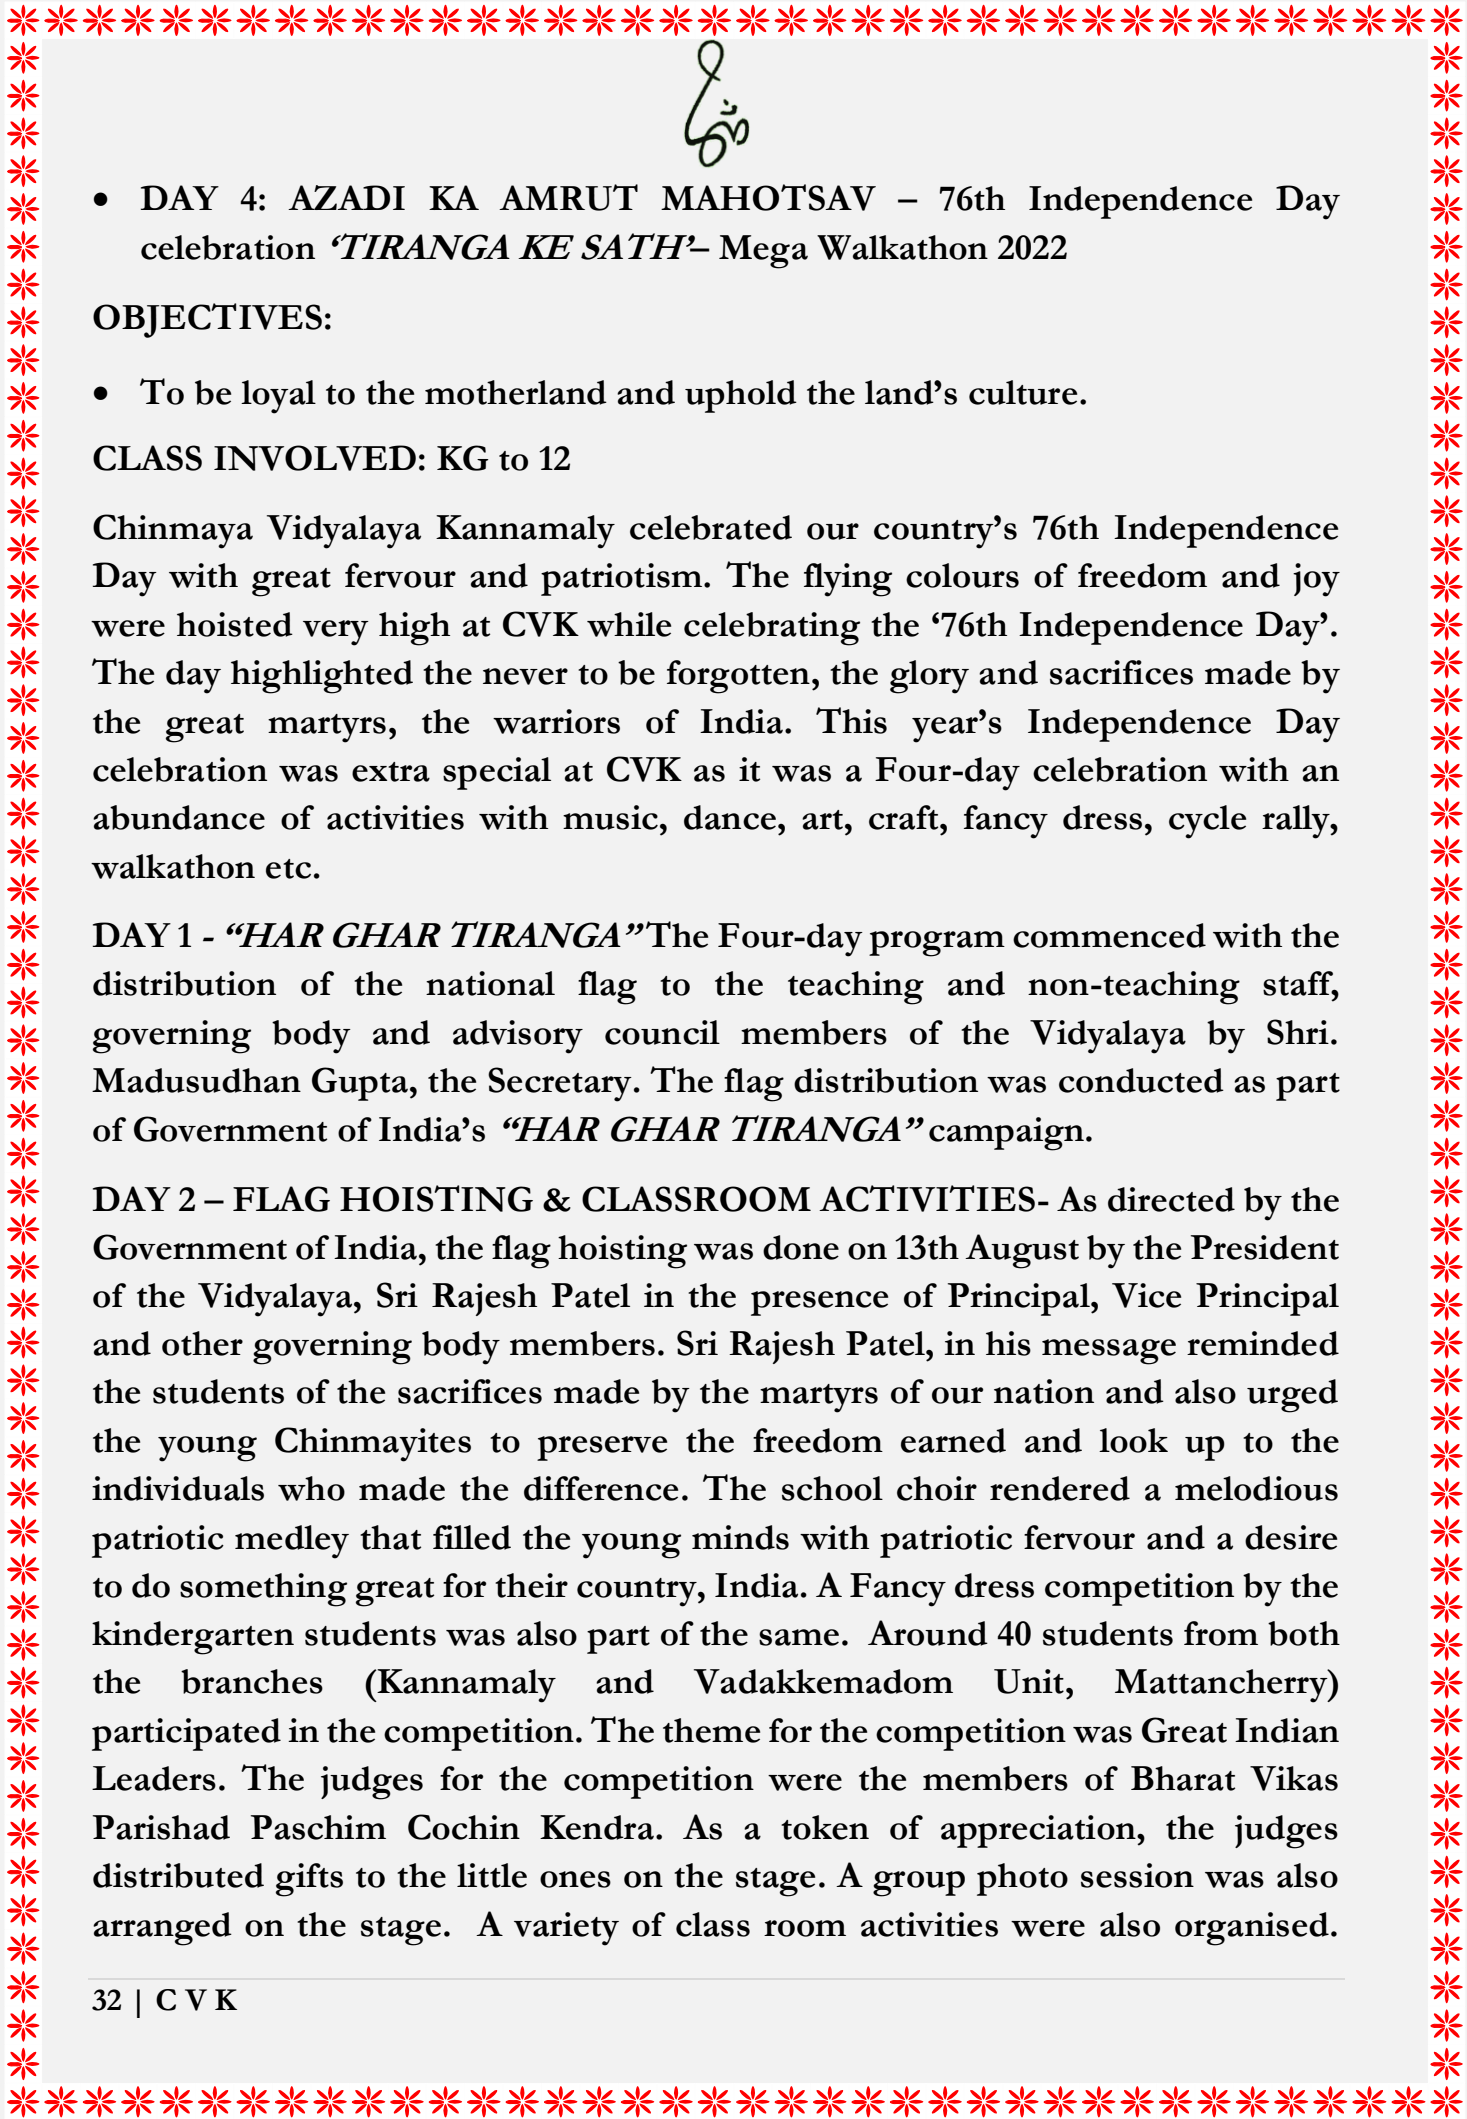 • DAY 4: AZADI KA AMRUT MAHOTSAV – 76th Independence Day
celebration ‘TIRANGA KE SATH’– Mega Walkathon 2022
OBJECTIVES:
• To be loyal to the motherland and uphold the land’s culture.
CLASS INVOLVED: KG to 12
Chinmaya Vidyalaya Kannamaly celebrated our country’s 76th Independence
Day with great fervour and patriotism. The flying colours of freedom and joy
were hoisted very high at CVK while celebrating the ‘76th Independence Day’.
The day highlighted the never to be forgotten, the glory and sacrifices made by
the great martyrs, the warriors of India. This year’s Independence Day
celebration was extra special at CVK as it was a Four-day celebration with an
abundance of activities with music, dance, art, craft, fancy dress, cycle rally,
walkathon etc.
DAY 1 - “HAR GHAR TIRANGA” The Four-day program commenced with the
distribution of the national flag to the teaching and non-teaching staff,
governing body and advisory council members of the Vidyalaya by Shri.
Madusudhan Gupta, the Secretary. The flag distribution was conducted as part
of Government of India’s “HAR GHAR TIRANGA” campaign.
DAY 2 – FLAG HOISTING & CLASSROOM ACTIVITIES- As directed by the
Government of India, the flag hoisting was done on 13th August by the President
of the Vidyalaya, Sri Rajesh Patel in the presence of Principal, Vice Principal
and other governing body members. Sri Rajesh Patel, in his message reminded
the students of the sacrifices made by the martyrs of our nation and also urged
the young Chinmayites to preserve the freedom earned and look up to the
individuals who made the difference. The school choir rendered a melodious
patriotic medley that filled the young minds with patriotic fervour and a desire
to do something great for their country, India. A Fancy dress competition by the
kindergarten students was also part of the same. Around 40 students from both
the branches (Kannamaly and Vadakkemadom Unit, Mattancherry)
participated in the competition. The theme for the competition was Great Indian
Leaders. The judges for the competition were the members of Bharat Vikas
Parishad Paschim Cochin Kendra. As a token of appreciation, the judges
distributed gifts to the little ones on the stage. A group photo session was also
arranged on the stage. A variety of class room activities were also organised.
32 | C V K